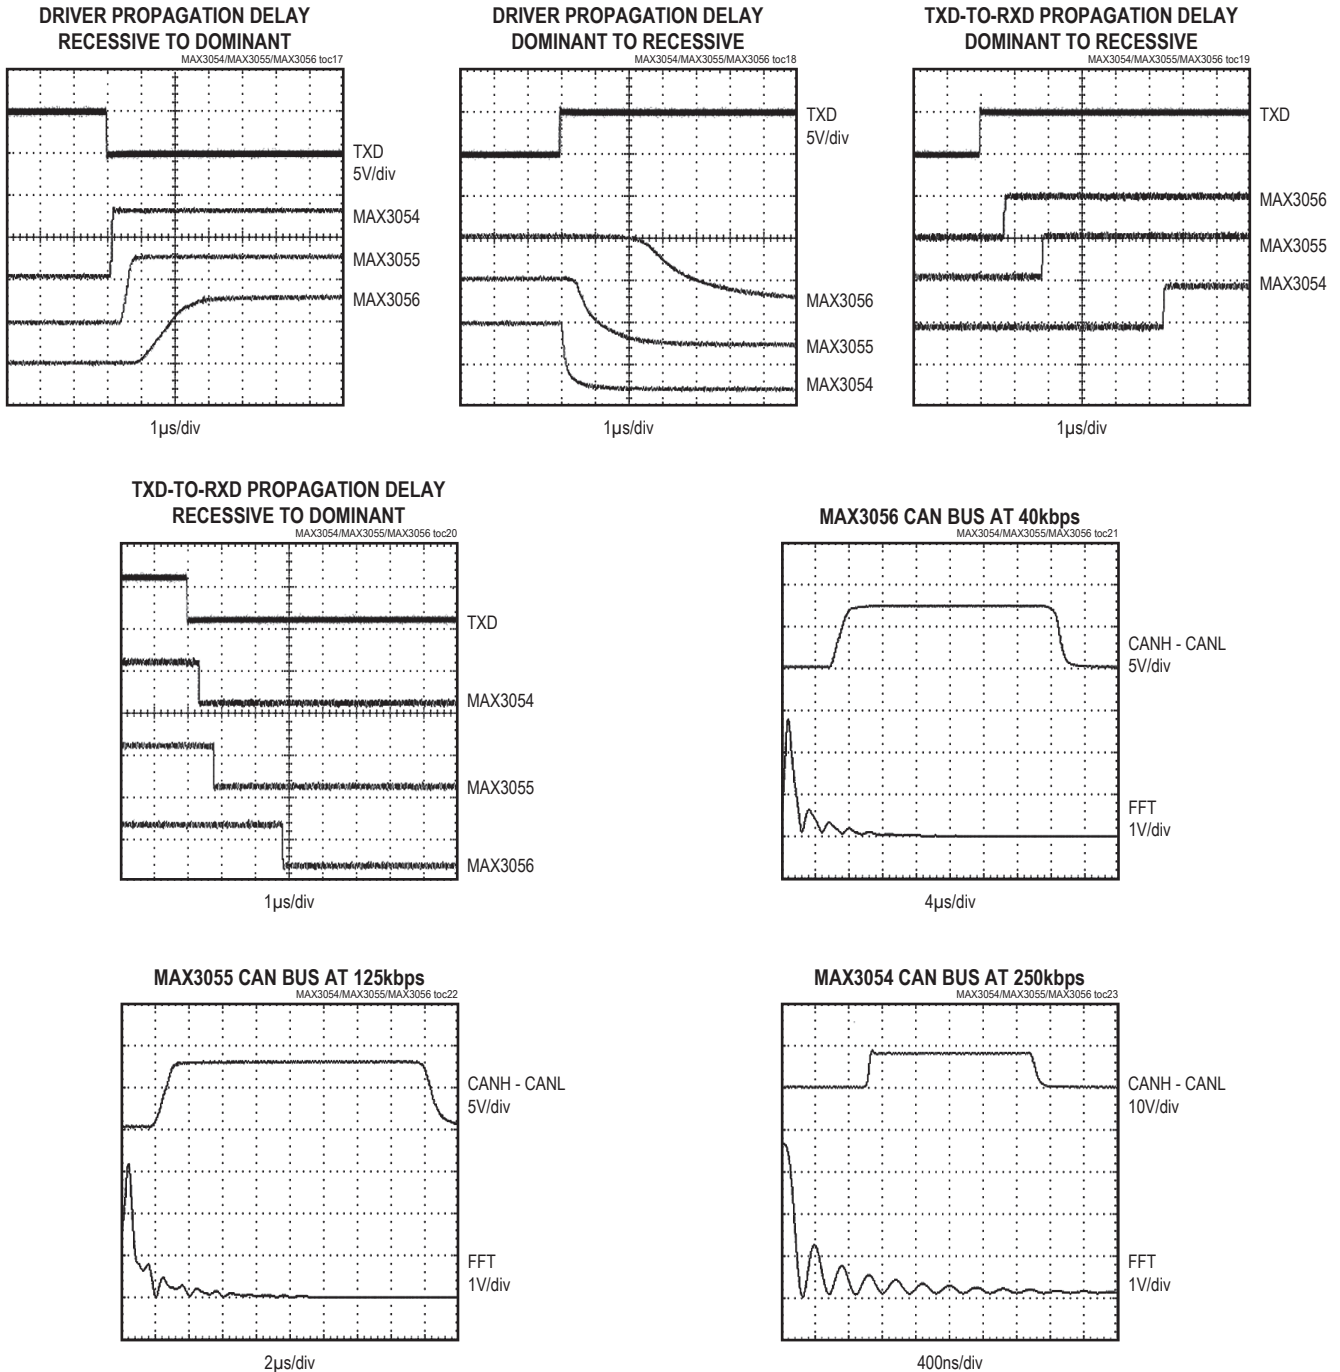 DRIVER PROPAGATION DELAY
RECESSIVE TO DOMINANT
MAX3054/MAX3055/MAX3056 toc17
TXD
5V/div
MAX3054
MAX3055
MAX3056
1µs/div
DRIVER PROPAGATION DELAY
DOMINANT TO RECESSIVE
MAX3054/MAX3055/MAX3056 toc18
TXD
5V/div
MAX3056
MAX3055
MAX3054
1µs/div
TXD-TO-RXD PROPAGATION DELAY
DOMINANT TO RECESSIVE
MAX3054/MAX3055/MAX3056 toc19
TXD
MAX3056
MAX3055
MAX3054
1µs/div
TXD-TO-RXD PROPAGATION DELAY
RECESSIVE TO DOMINANT
MAX3054/MAX3055/MAX3056 toc20
TXD
MAX3054
MAX3055
MAX3056
1µs/div
MAX3056 CAN BUS AT 40kbps
MAX3054/MAX3055/MAX3056 toc21
CANH - CANL
5V/div
FFT
1V/div
4µs/div
MAX3055 CAN BUS AT 125kbps
MAX3054/MAX3055/MAX3056 toc22
CANH - CANL
5V/div
FFT
1V/div
2µs/div
MAX3054 CAN BUS AT 250kbps
MAX3054/MAX3055/MAX3056 toc23
CANH - CANL
10V/div
FFT
1V/div
400ns/div